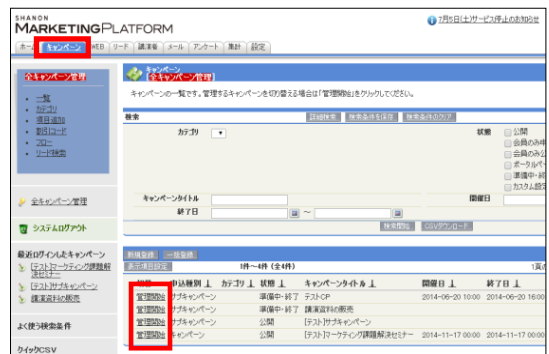 SHANON
MARKETING PLATFORM
7月5日(土)サービス停止のお知らせ
ホーム キャンペーン WEB リード 講演者 メール アンケート 集計 設定
全キャンペーン管理
・一覧
・カテゴリ
・項目追加
・割引コード
・フロー
・リード検索
全キャンペーン管理
システムログアウト
最近ログインしたキャンペーン
[テスト]マーケティング課題解決セミナー
[テスト]サブキャンペーン
講演資料の販売
よく使う検索条件
クイックCSV
キャンペーン
[全キャンペーン管理]
キャンペーンの一覧です。管理するキャンペーンを切り替える場合は「管理開始」をクリックしてください。
検索 詳細検索 検索条件を保存 検索条件のクリア
カテゴリ 状態 公開
会員のみ
会員のみ公
ポータルペ
準備中・終
カスタム設定
キャンペーンタイトル 開催日
終了日 ~
検索開始 CSVダウンロード
新規登録 一括登録
表示項目設定 1件~4件 (全4件)
申込種別 カテゴリ 状態 キャンペーンタイトル 開催日 終了日
管理開始 サブキャンペーン 準備中・終了 テストCP 2014-06-20 10:00 2014-06-20 16:00
管理開始 サブキャンペーン 準備中・終了 講演資料の販売
管理開始 サブキャンペーン 公開 [テスト]サブキャンペーン
管理開始 キャンペーン 公開 [テスト]マーケティング課題解決セミナー 2014-11-17 00:00 2014-11-17 00:00